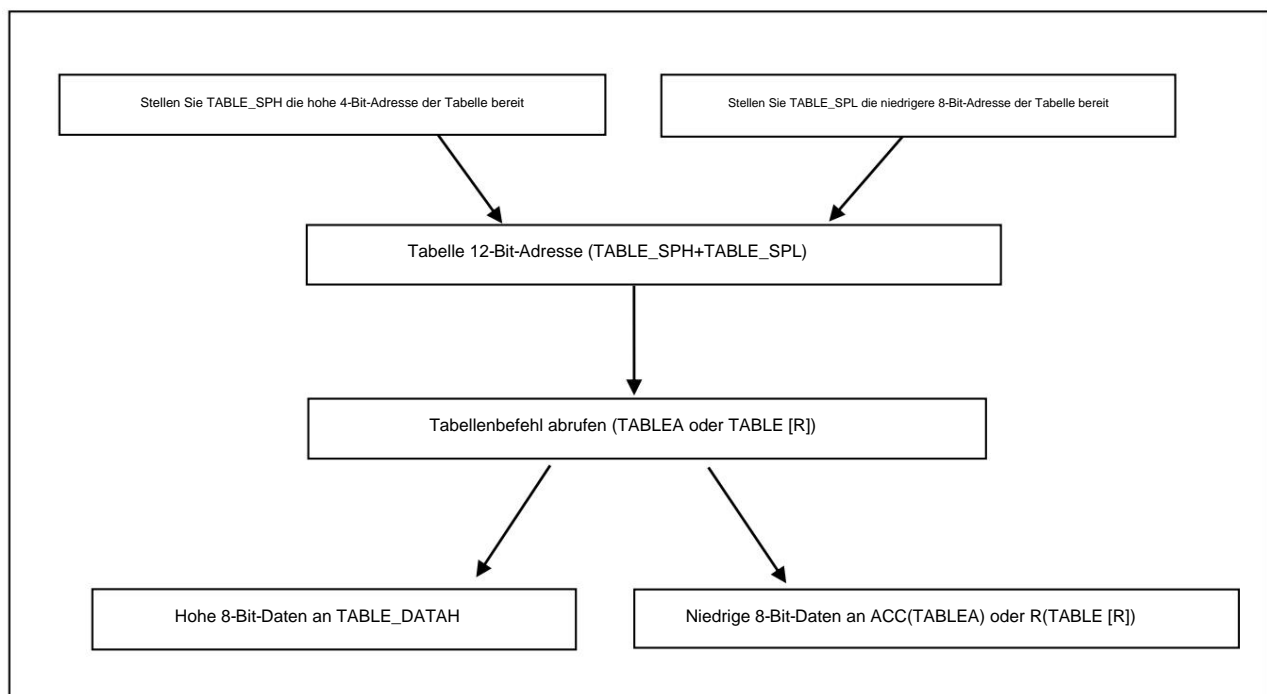 Stellen Sie TABLE_SPH die hohe 4-Bit-Adresse der Tabelle bereit
Stellen Sie TABLE_SPL die niedrigere 8-Bit-Adresse der Tabelle bereit
Tabelle 12-Bit-Adresse (TABLE_SPH+TABLE_SPL)
Tabellenbefehl abrufen (TABLEA oder TABLE [R])
Hohe 8-Bit-Daten an TABLE_DATAH
Niedrige 8-Bit-Daten an ACC(TABLEA) oder R(TABLE [R])